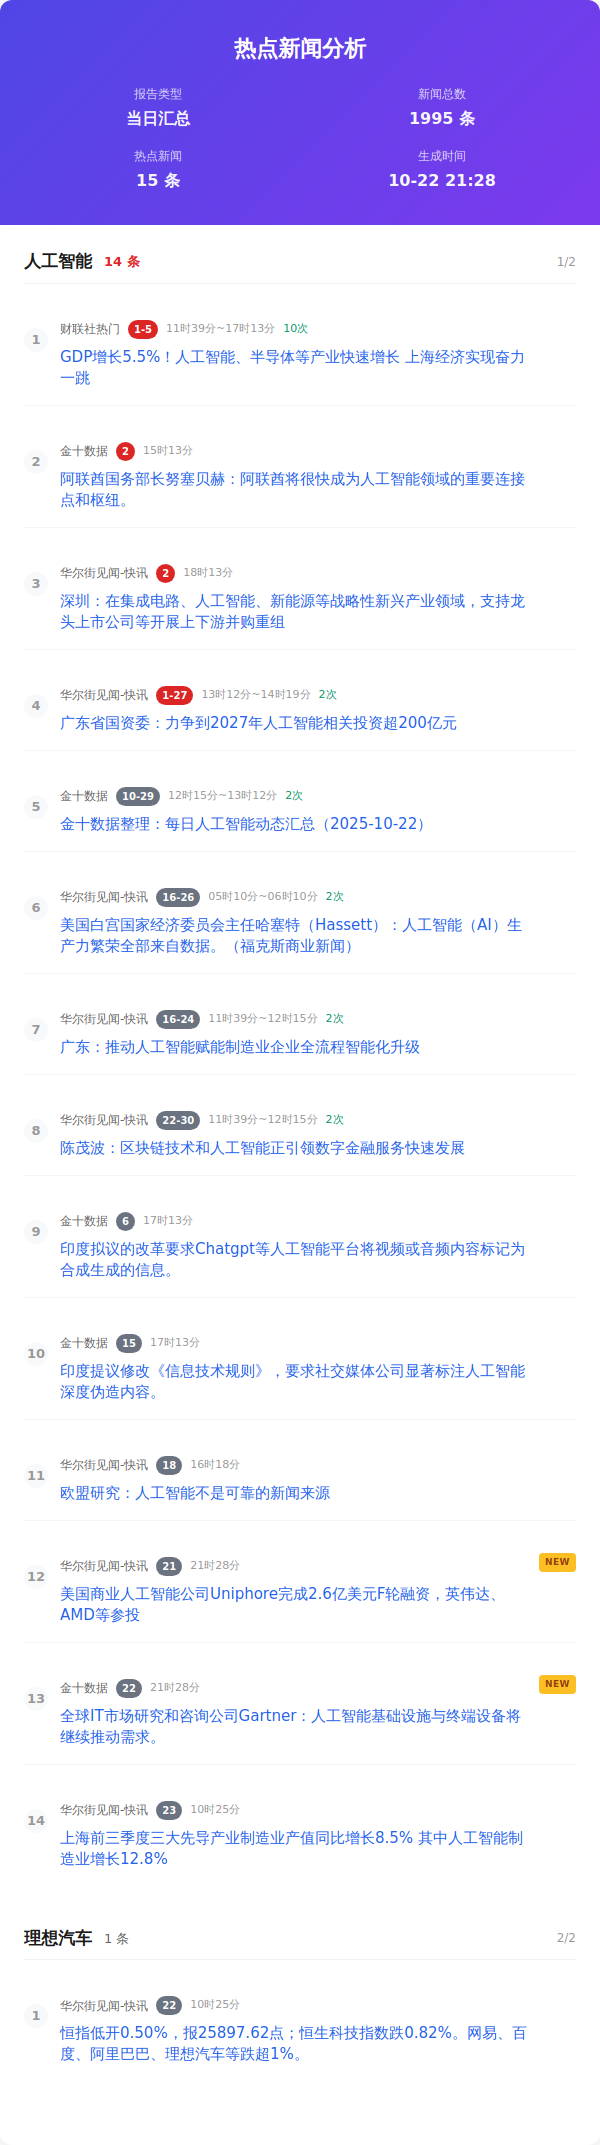 热点新闻分析
报告类型
新闻总数
当日汇总
1995 条
热点新闻
生成时间
15 条
10-22 21:28
人工智能 14 条 1/2
1
财联社热门 1-5 11时39分~17时13分 10次
GDP增长5.5%！人工智能、半导体等产业快速增长 上海经济实现奋力
一跳
2
金十数据 2 15时13分
阿联酋国务部长努塞贝赫：阿联酋将很快成为人工智能领域的重要连接
点和枢纽。
3
华尔街见闻-快讯 2 18时13分
深圳：在集成电路、人工智能、新能源等战略性新兴产业领域，支持龙
头上市公司等开展上下游并购重组
4
华尔街见闻-快讯 1-27 13时12分~14时19分 2次
广东省国资委：力争到2027年人工智能相关投资超200亿元
5
金十数据 10-29 12时15分~13时12分 2次
金十数据整理：每日人工智能动态汇总（2025-10-22）
6
华尔街见闻-快讯 16-26 05时10分~06时10分 2次
美国白宫国家经济委员会主任哈塞特（Hassett）：人工智能（AI）生
产力繁荣全部来自数据。（福克斯商业新闻）
7
华尔街见闻-快讯 16-24 11时39分~12时15分 2次
广东：推动人工智能赋能制造业企业全流程智能化升级
8
华尔街见闻-快讯 22-30 11时39分~12时15分 2次
陈茂波：区块链技术和人工智能正引领数字金融服务快速发展
9
金十数据 6 17时13分
印度拟议的改革要求Chatgpt等人工智能平台将视频或音频内容标记为
合成生成的信息。
10
金十数据 15 17时13分
印度提议修改《信息技术规则》，要求社交媒体公司显著标注人工智能
深度伪造内容。
11
华尔街见闻-快讯 18 16时18分
欧盟研究：人工智能不是可靠的新闻来源
12
华尔街见闻-快讯 21 21时28分 NEW
美国商业人工智能公司Uniphore完成2.6亿美元F轮融资，英伟达、
AMD等参投
13
金十数据 22 21时28分 NEW
全球IT市场研究和咨询公司Gartner：人工智能基础设施与终端设备将
继续推动需求。
14
华尔街见闻-快讯 23 10时25分
上海前三季度三大先导产业制造业产值同比增长8.5% 其中人工智能制
造业增长12.8%
理想汽车 1 条 2/2
1
华尔街见闻-快讯 22 10时25分
恒指低开0.50%，报25897.62点；恒生科技指数跌0.82%。网易、百
度、阿里巴巴、理想汽车等跌超1%。